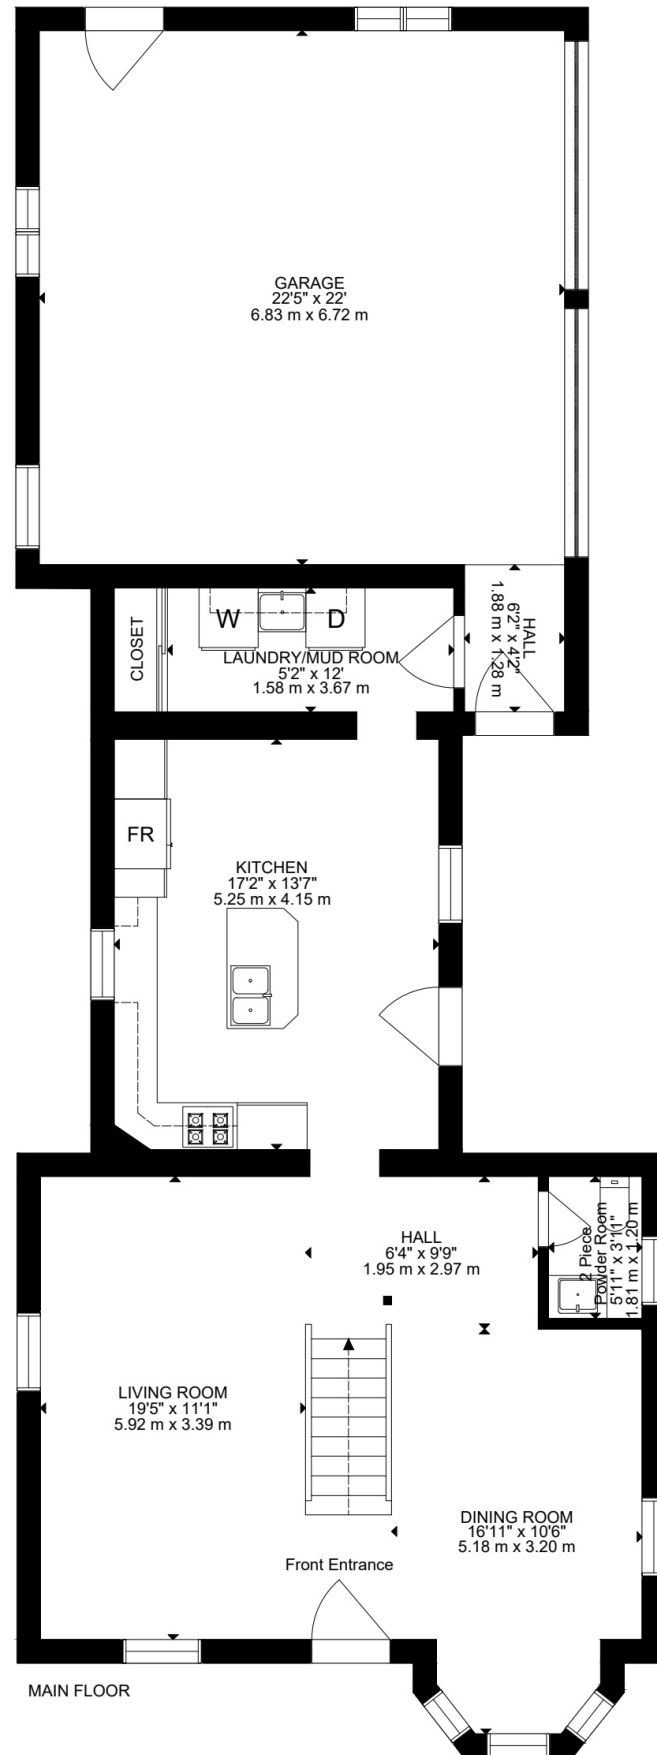 GARAGE
22'5" x 22'
6.83 m x 6.72 m
HALL
6'2" x 4'2"
1.88 m x 1.28 m
CLOSET
W
D
LAUNDRY/MUD ROOM
5'2" x 12'
1.58 m x 3.67 m
FR
KITCHEN
17'2" x 13'7"
5.25 m x 4.15 m
HALL
6'4" x 9'9"
1.95 m x 2.97 m
2 Piece
Powder Room
5'11" x 3'11"
1.81 m x 1.20 m
LIVING ROOM
19'5" x 11'1"
5.92 m x 3.39 m
DINING ROOM
16'11" x 10'6"
5.18 m x 3.20 m
Front Entrance
MAIN FLOOR